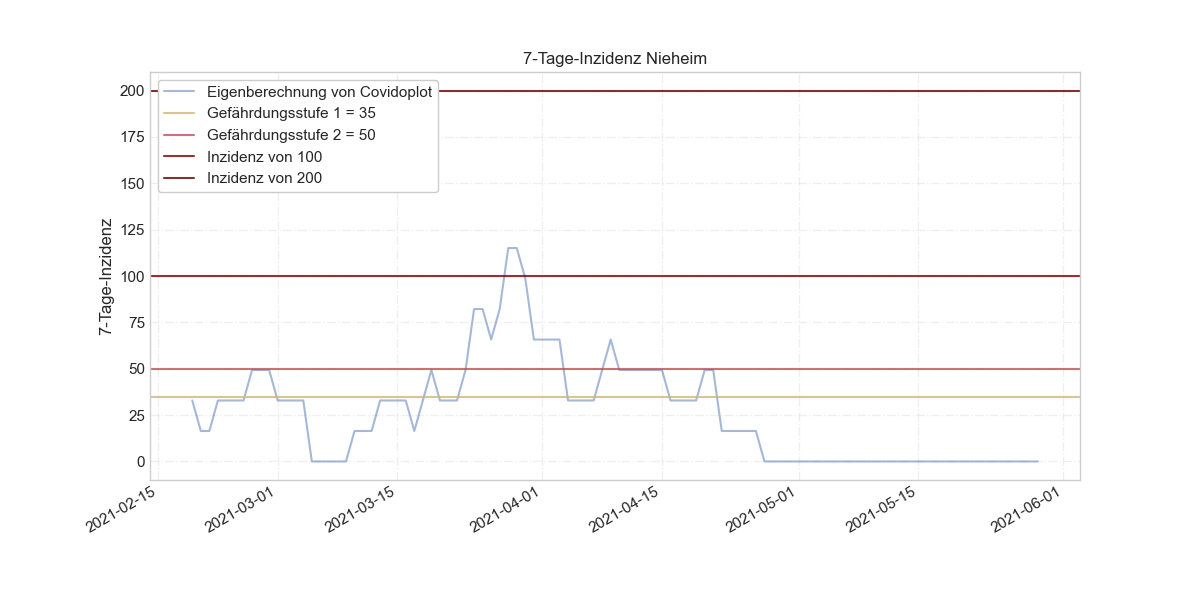 7-Tage-Inzidenz Nieheim
Eigenberechnung von Covidoplot
Gefährdungsstufe 1 = 35
Gefährdungsstufe 2 = 50
Inzidenz von 100
Inzidenz von 200
7-Tage-Inzidenz
200
175
150
125
100
75
50
25
0
2021-02-15
2021-03-01
2021-03-15
2021-04-01
2021-04-15
2021-05-01
2021-05-15
2021-06-01